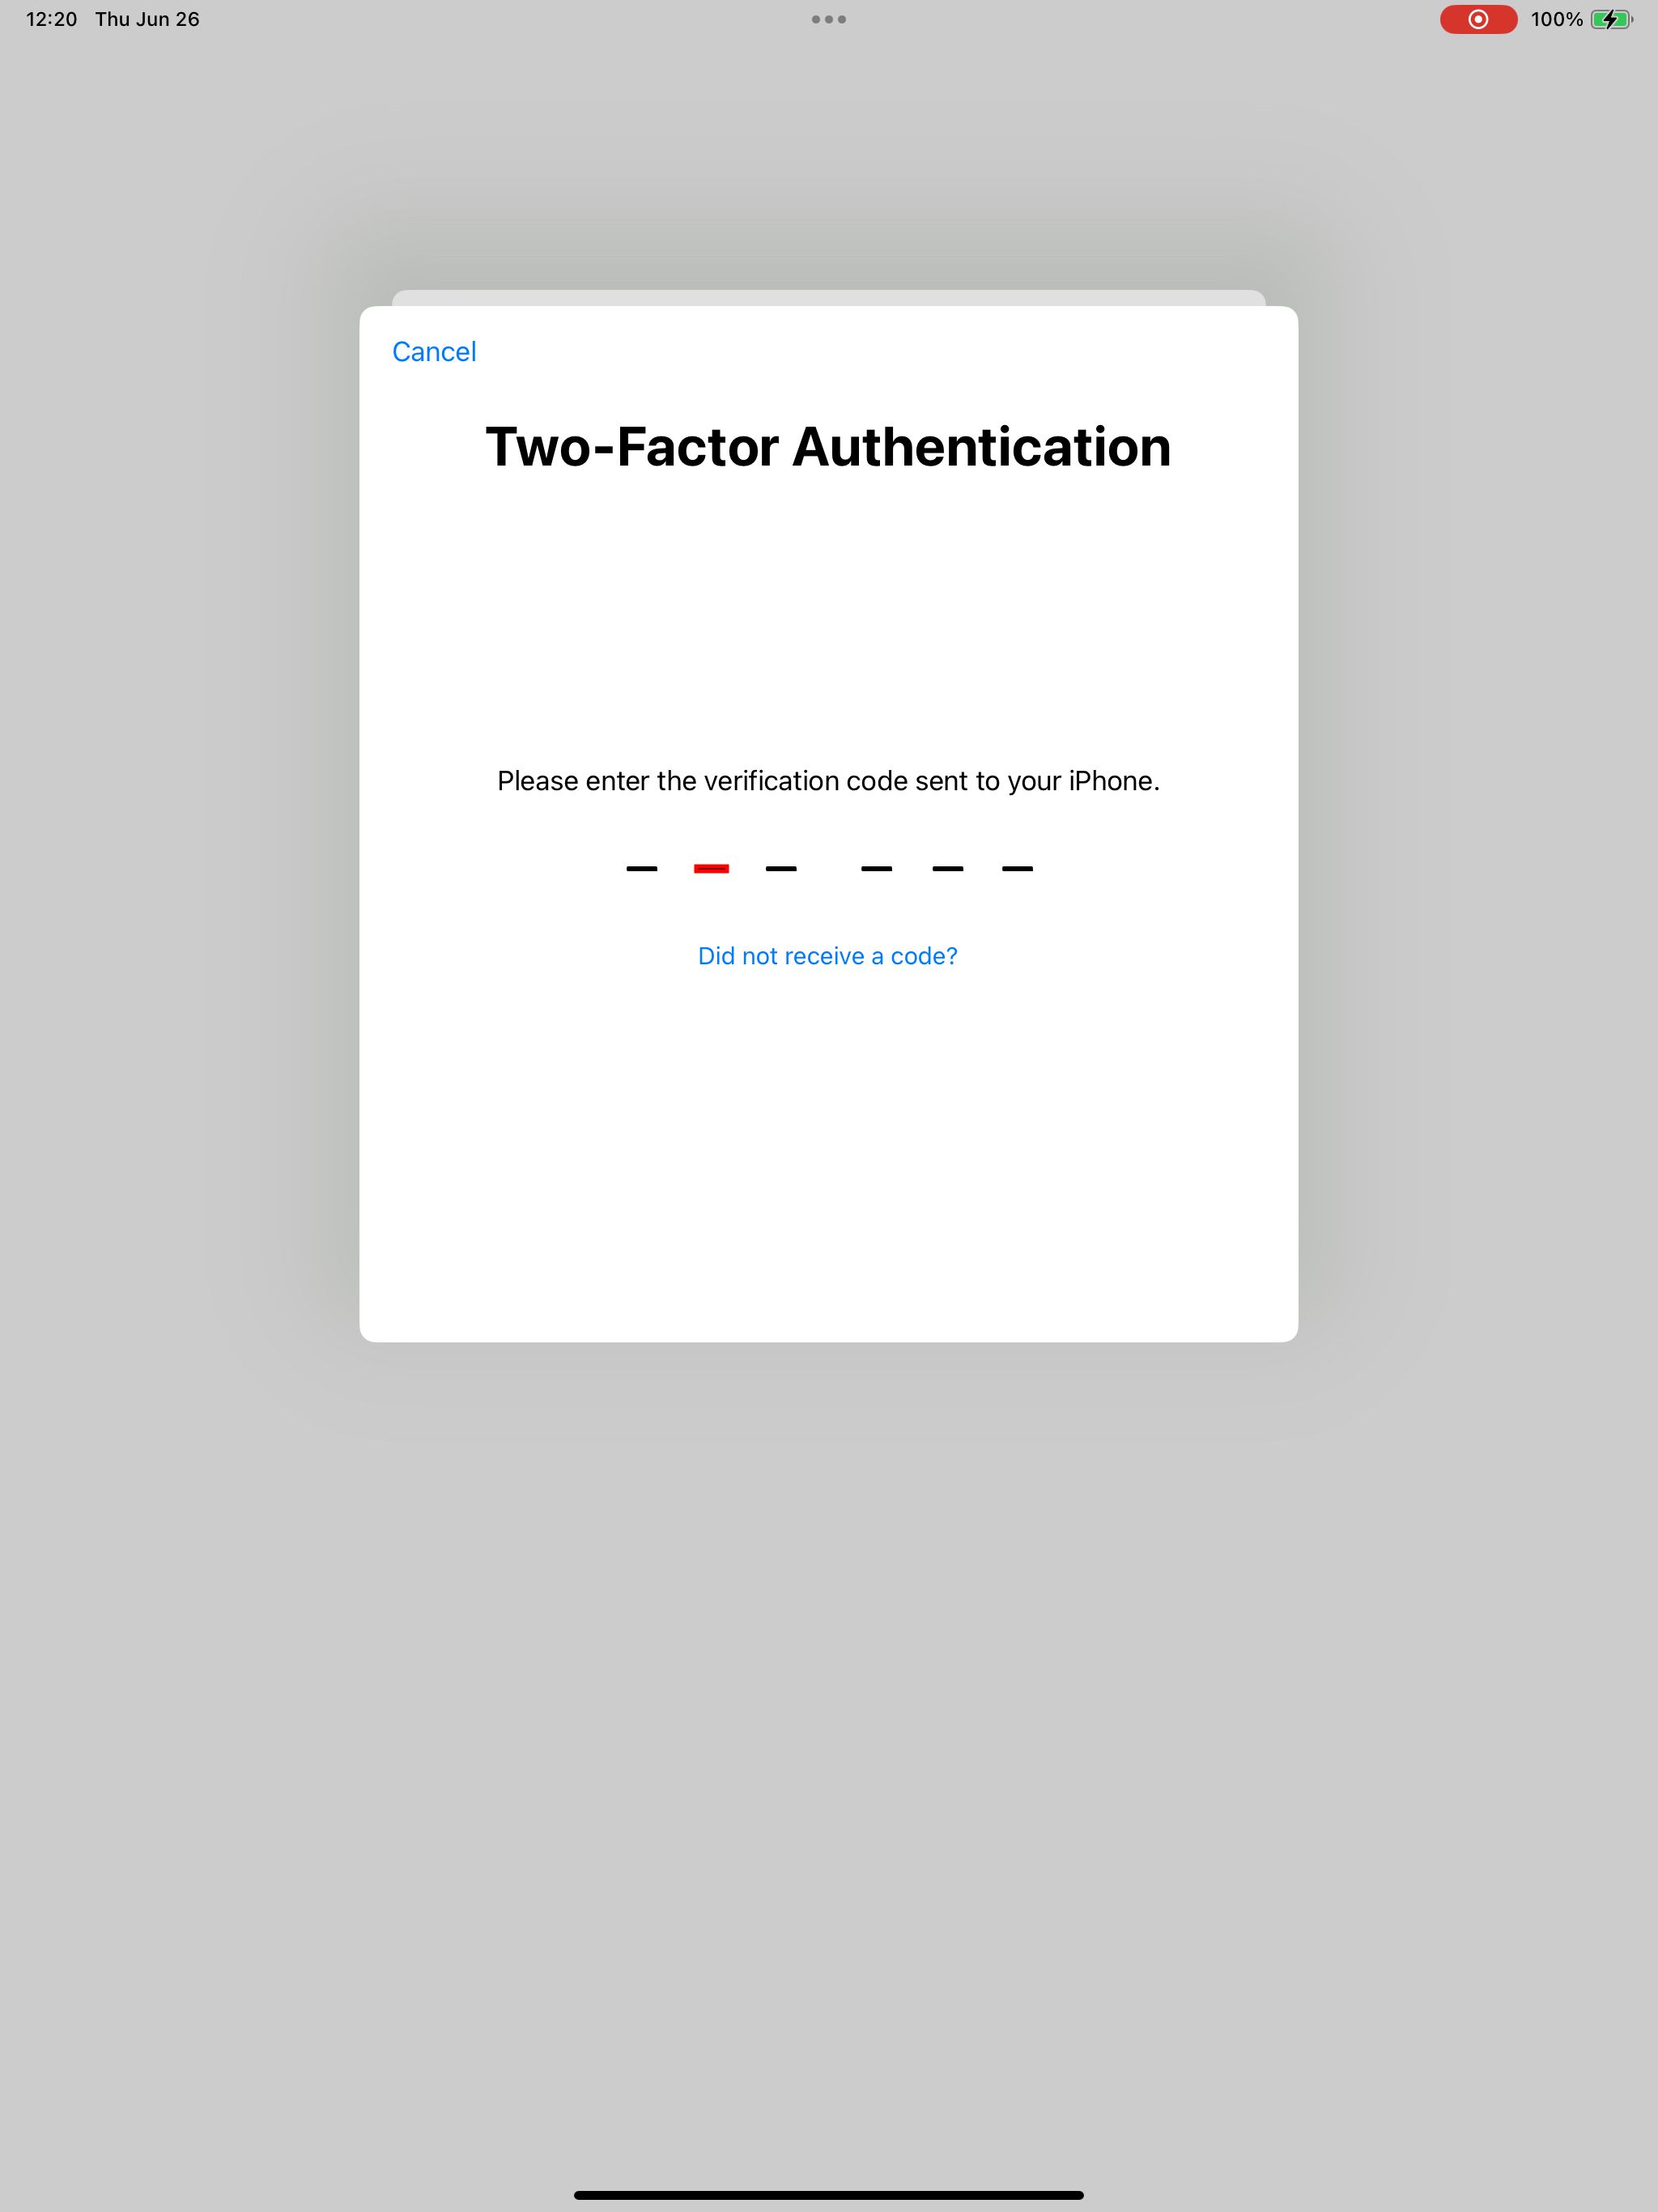 12:20 Thu Jun 26
100%
Cancel
Two-Factor Authentication
Please enter the verification code sent to your iPhone.
Did not receive a code?